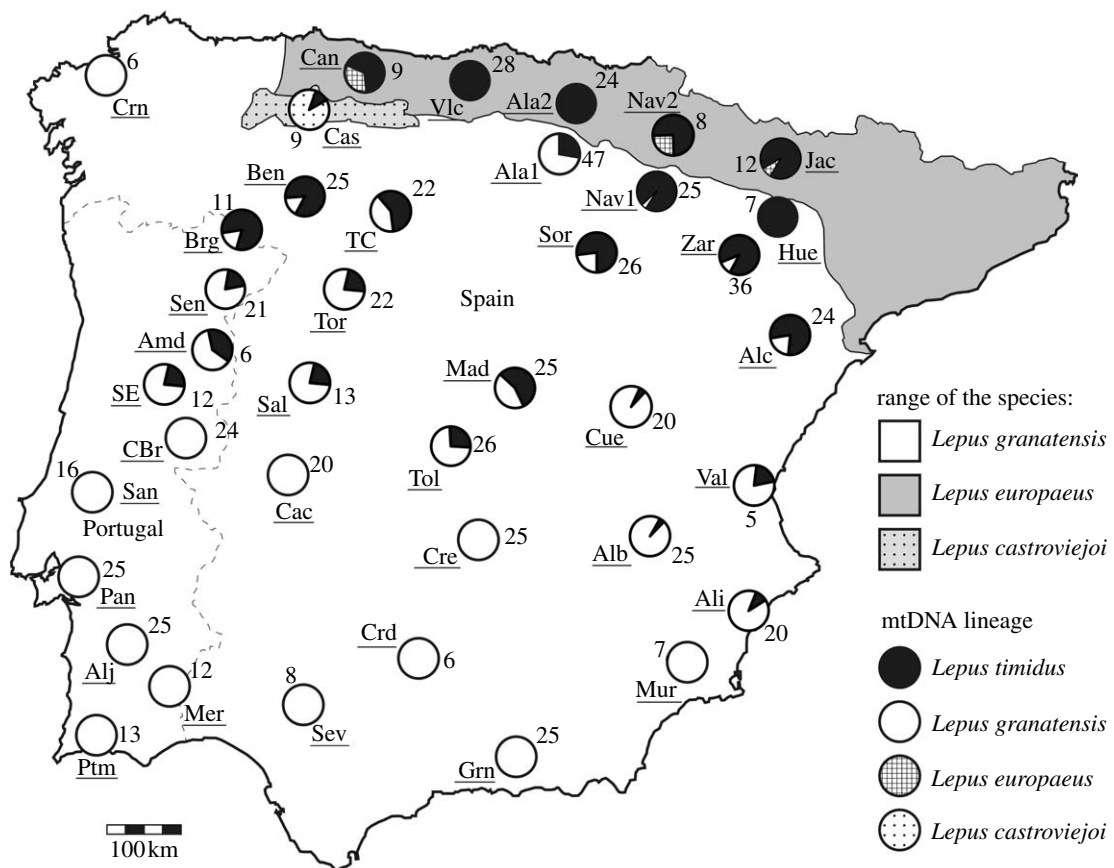 6
Crn
Can
9
28
Vlc
24
Ala2
Nav2
8
9
Cas
Ala1
47
12
Jac
Ben
25
22
TC
Nav1
25
7
Hue
11
Brg
Sor
26
Zar
36
Sen
21
Tor
22
Spain
24
Alc
Amd
6
SE
12
Sal
13
Mad
25
Cue
20
CBr
24
Tol
26
16
San
Portugal
20
Cac
Val
5
Cre
25
Alb
25
25
Pan
Ali
20
25
Alj
Crd
6
7
Mur
12
Mer
8
Sev
13
Ptm
25
Grn
100 km
range of the species:
Lepus granatensis
Lepus europaeus
Lepus castroviejoi
mtDNA lineage
Lepus timidus
Lepus granatensis
Lepus europaeus
Lepus castroviejoi